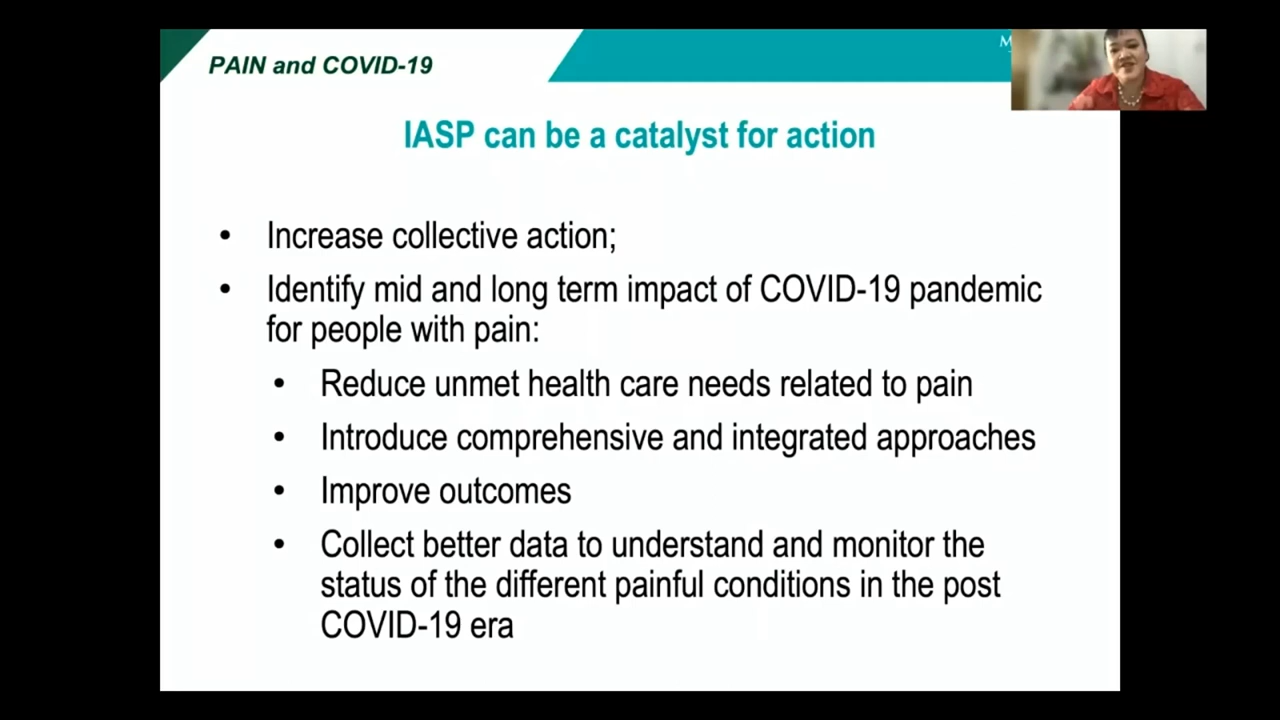 PAIN and COVID-19
IASP can be a catalyst for action
• Increase collective action;
• Identify mid and long term impact of COVID-19 pandemic
for people with pain:
• Reduce unmet health care needs related to pain
• Introduce comprehensive and integrated approaches
• Improve outcomes
• Collect better data to understand and monitor the
status of the different painful conditions in the post
COVID-19 era